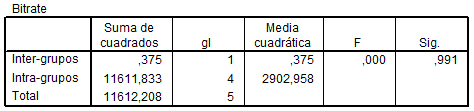 Bitrate
Suma de cuadrados gl Media cuadrática F Sig.
Inter-grupos ,375 1 ,375 ,000 ,991
Intra-grupos 11611,833 4 2902,958
Total 11612,208 5